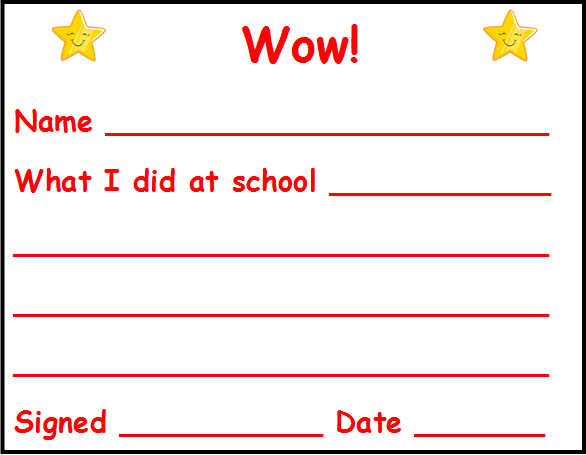 Wow!
Name
What I did at school
Signed Date